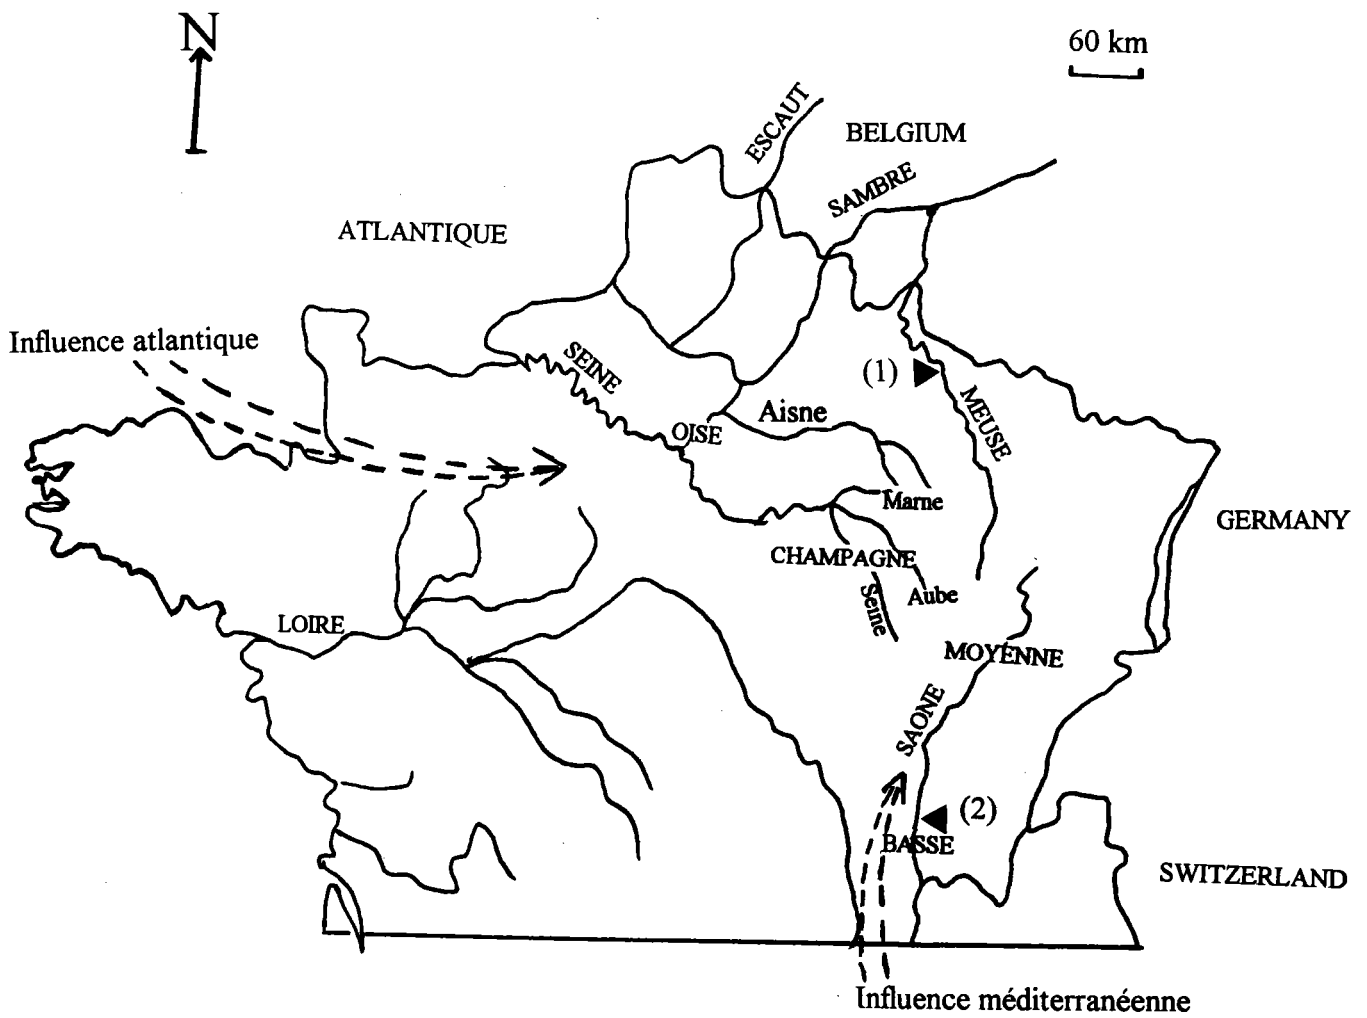 N
60 km
ESCAUT
BELGIUM
SAMBRE
ATLANTIQUE
Influence atlantique
SEINE
(1)
MEUSE
Aisne
OISE
Marne
GERMANY
CHAMPAGNE
Seine
Aube
LOIRE
MOYENNE
SAONE
(2)
BASSE
SWITZERLAND
Influence méditerranéenne